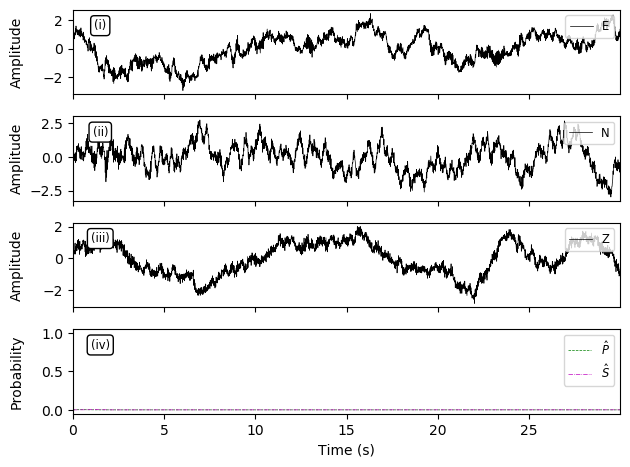 Amplitude
2
0
−2
(i)
E
Amplitude
2.5
0.0
−2.5
(ii)
N
Amplitude
2
0
−2
(iii)
Z
Probability
1.0
0.5
0.0
(iv)
P̂
Ŝ
0 5 10 15 20 25
Time (s)